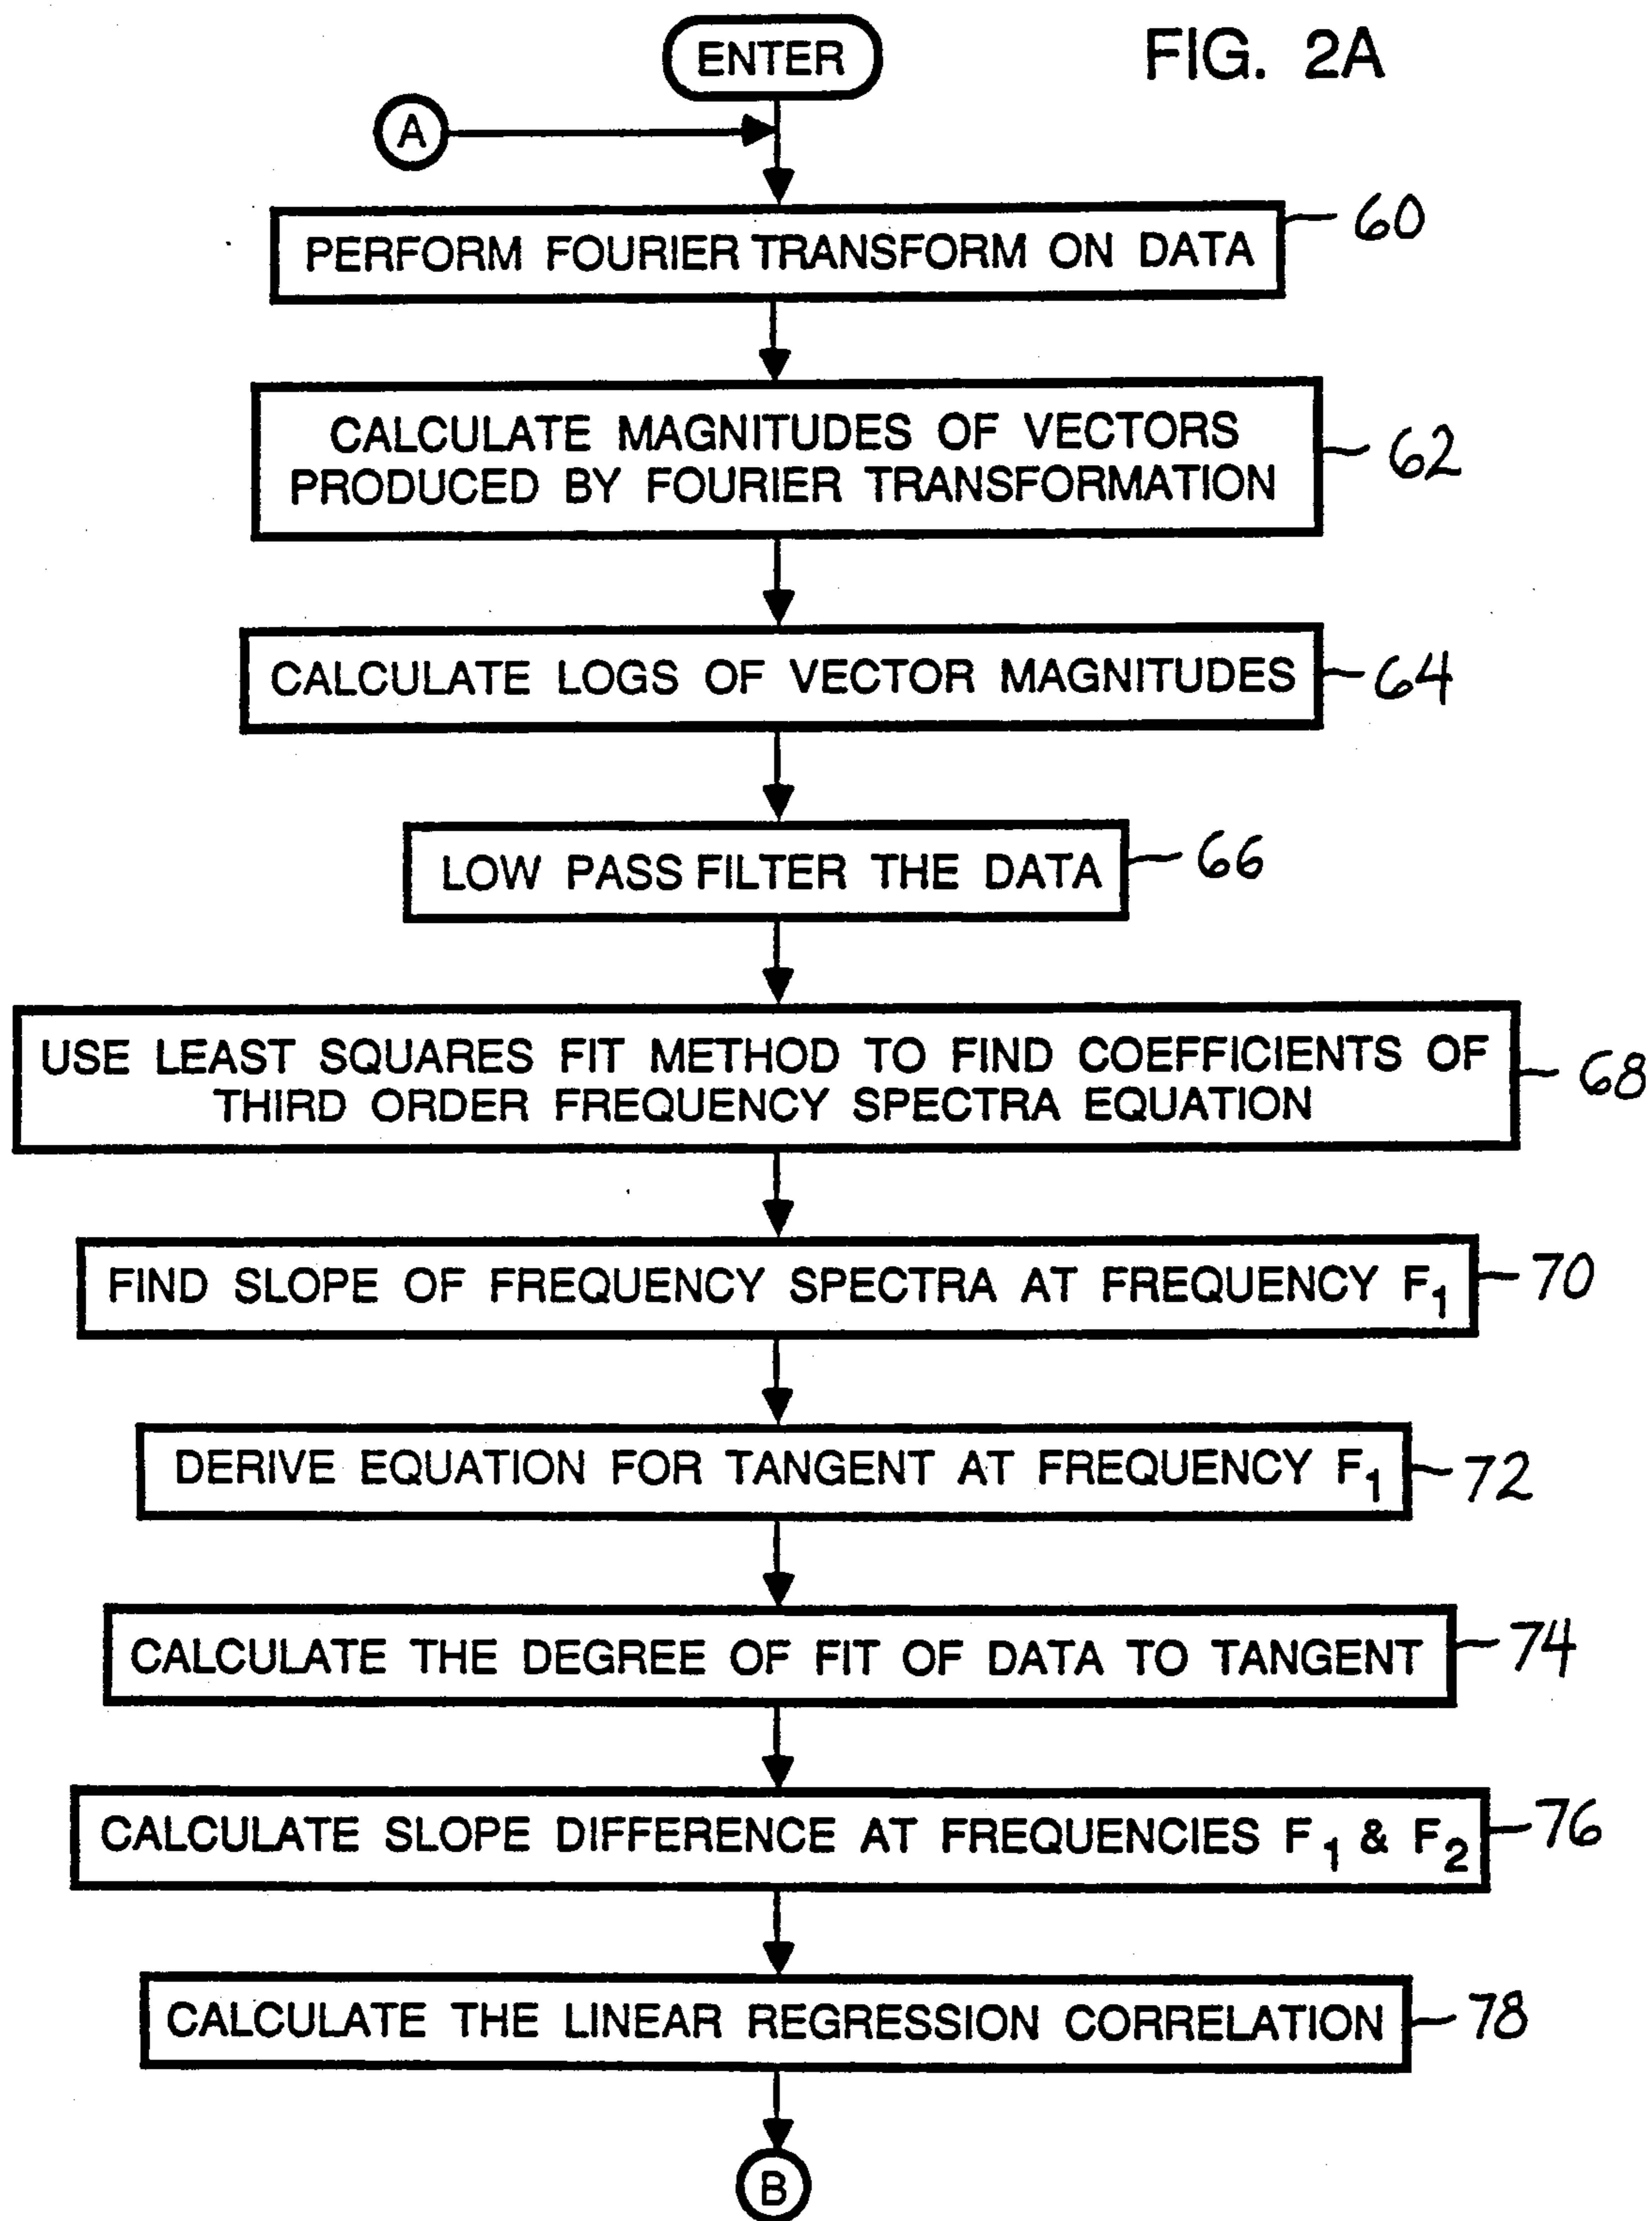 FIG. 2A
ENTER
A
PERFORM FOURIER TRANSFORM ON DATA
60
CALCULATE MAGNITUDES OF VECTORS
PRODUCED BY FOURIER TRANSFORMATION
62
CALCULATE LOGS OF VECTOR MAGNITUDES
64
LOW PASS FILTER THE DATA
66
USE LEAST SQUARES FIT METHOD TO FIND COEFFICIENTS OF
THIRD ORDER FREQUENCY SPECTRA EQUATION
68
FIND SLOPE OF FREQUENCY SPECTRA AT FREQUENCY F1
70
DERIVE EQUATION FOR TANGENT AT FREQUENCY F1
72
CALCULATE THE DEGREE OF FIT OF DATA TO TANGENT
74
CALCULATE SLOPE DIFFERENCE AT FREQUENCIES F1 & F2
76
CALCULATE THE LINEAR REGRESSION CORRELATION
78
B